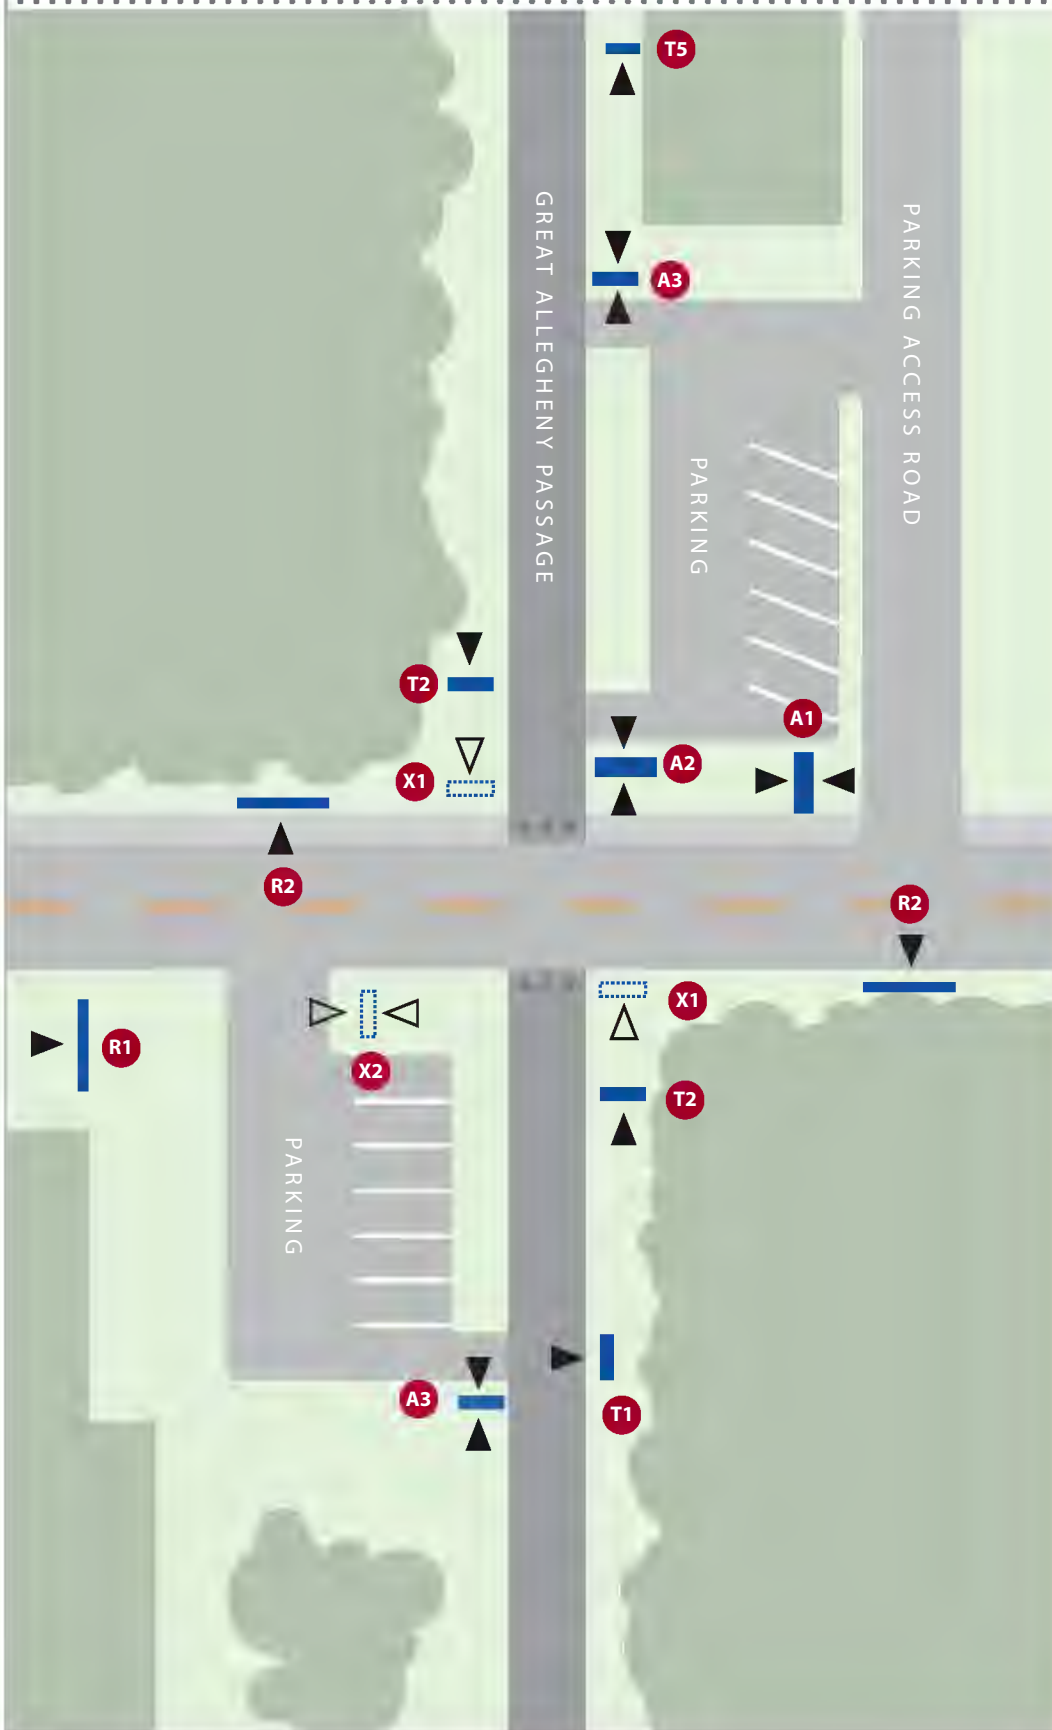 T5
GREAT ALLEGHENY PASSAGE
PARKING ACCESS ROAD
A3
PARKING
T2
A1
X1
A2
R2
R2
X1
R1
X2
T2
PARKING
A3
T1